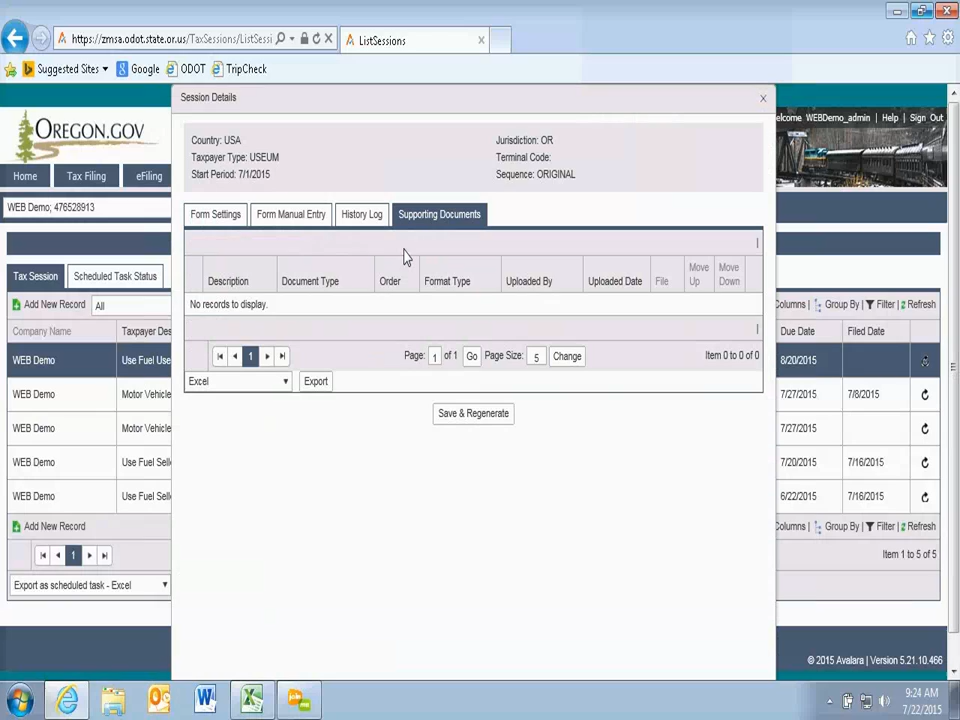 https://zmsa.odot.state.or.us/TaxSessions/ListSessi
ListSessions
Suggested Sites
Google
ODOT
TripCheck
Session Details
X
OREGON.GOV
elcome WEBDemo_admin | Help | Sign Out
Country: USA
Jurisdiction: OR
Taxpayer Type: USEUM
Terminal Code:
Start Period: 7/1/2015
Sequence: ORIGINAL
Home
Tax Filing
eFiling
WEB Demo; 476528913
Form Settings
Form Manual Entry
History Log
Supporting Documents
Tax Session
Scheduled Task Status
Description
Document Type
Order
Format Type
Uploaded By
Uploaded Date
File
Move Up
Move Down
Add New Record
All
No records to display.
Columns | Group By | Filter | Refresh
Company Name
Taxpayer Des
Due Date
Filed Date
WEB Demo
Use Fuel Use
8/20/2015
Page: 1 of 1 Go Page Size: 5 Change
Item 0 to 0 of 0
1
Excel
Export
WEB Demo
Motor Vehicle
7/27/2015
7/8/2015
Save & Regenerate
WEB Demo
Motor Vehicle
7/27/2015
WEB Demo
Use Fuel Sell
7/20/2015
7/16/2015
WEB Demo
Use Fuel Sell
6/22/2015
7/16/2015
Add New Record
Columns | Group By | Filter | Refresh
1
Item 1 to 5 of 5
Export as scheduled task - Excel
© 2015 Avalara | Version 5.21.10.466
9:24 AM
7/22/2015